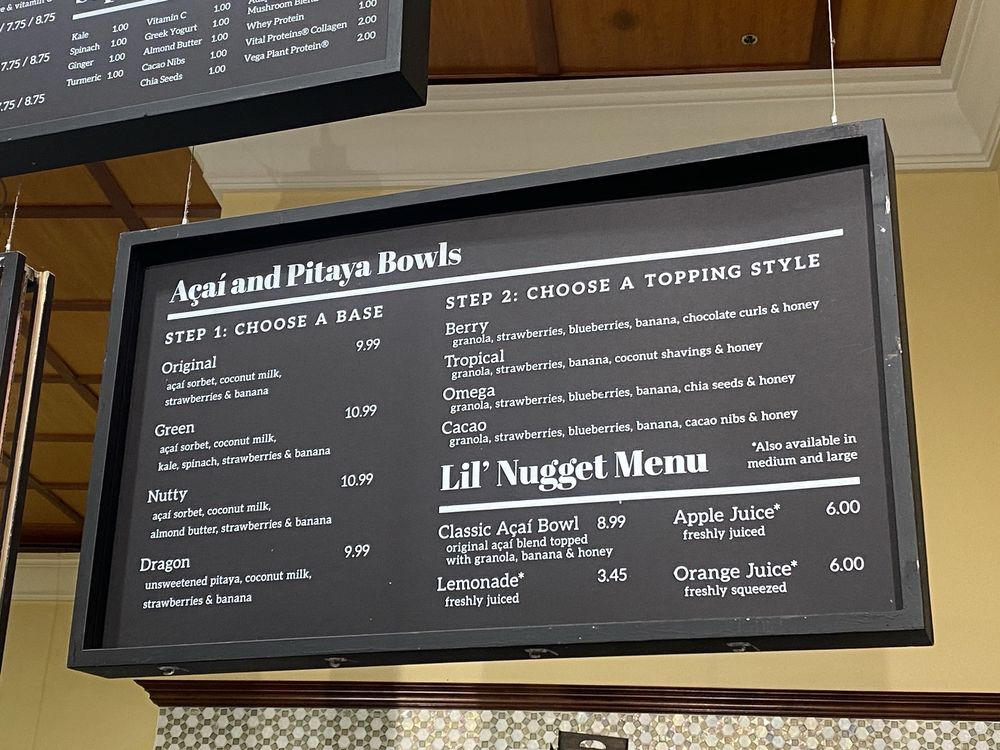 7.75 / 8.75
7.75 / 8.75
7.75 / 8.75
Kale 1.00
Spinach 1.00
Ginger 1.00
Turmeric 1.00
Vitamin C 1.00
Greek Yogurt 1.00
Almond Butter 1.00
Cacao Nibs 1.00
Chia Seeds 1.00
Mushroom Blend 1.00
Whey Protein 1.00
Vital Proteins® Collagen 2.00
Vega Plant Protein® 2.00
Açaí and Pitaya Bowls
STEP 1: CHOOSE A BASE
Original 9.99
açaí sorbet, coconut milk,
strawberries & banana
Green 10.99
açaí sorbet, coconut milk,
kale, spinach, strawberries & banana
Nutty 10.99
açaí sorbet, coconut milk,
almond butter, strawberries & banana
Dragon 9.99
unsweetened pitaya, coconut milk,
strawberries & banana
STEP 2: CHOOSE A TOPPING STYLE
Berry
granola, strawberries, blueberries, banana, chocolate curls & honey
Tropical
granola, strawberries, banana, coconut shavings & honey
Omega
granola, strawberries, blueberries, banana, chia seeds & honey
Cacao
granola, strawberries, blueberries, banana, cacao nibs & honey
Lil' Nugget Menu
*Also available in
medium and large
Classic Açaí Bowl 8.99
original açaí blend topped
with granola, banana & honey
Lemonade* 3.45
freshly juiced
Apple Juice* 6.00
freshly juiced
Orange Juice* 6.00
freshly squeezed